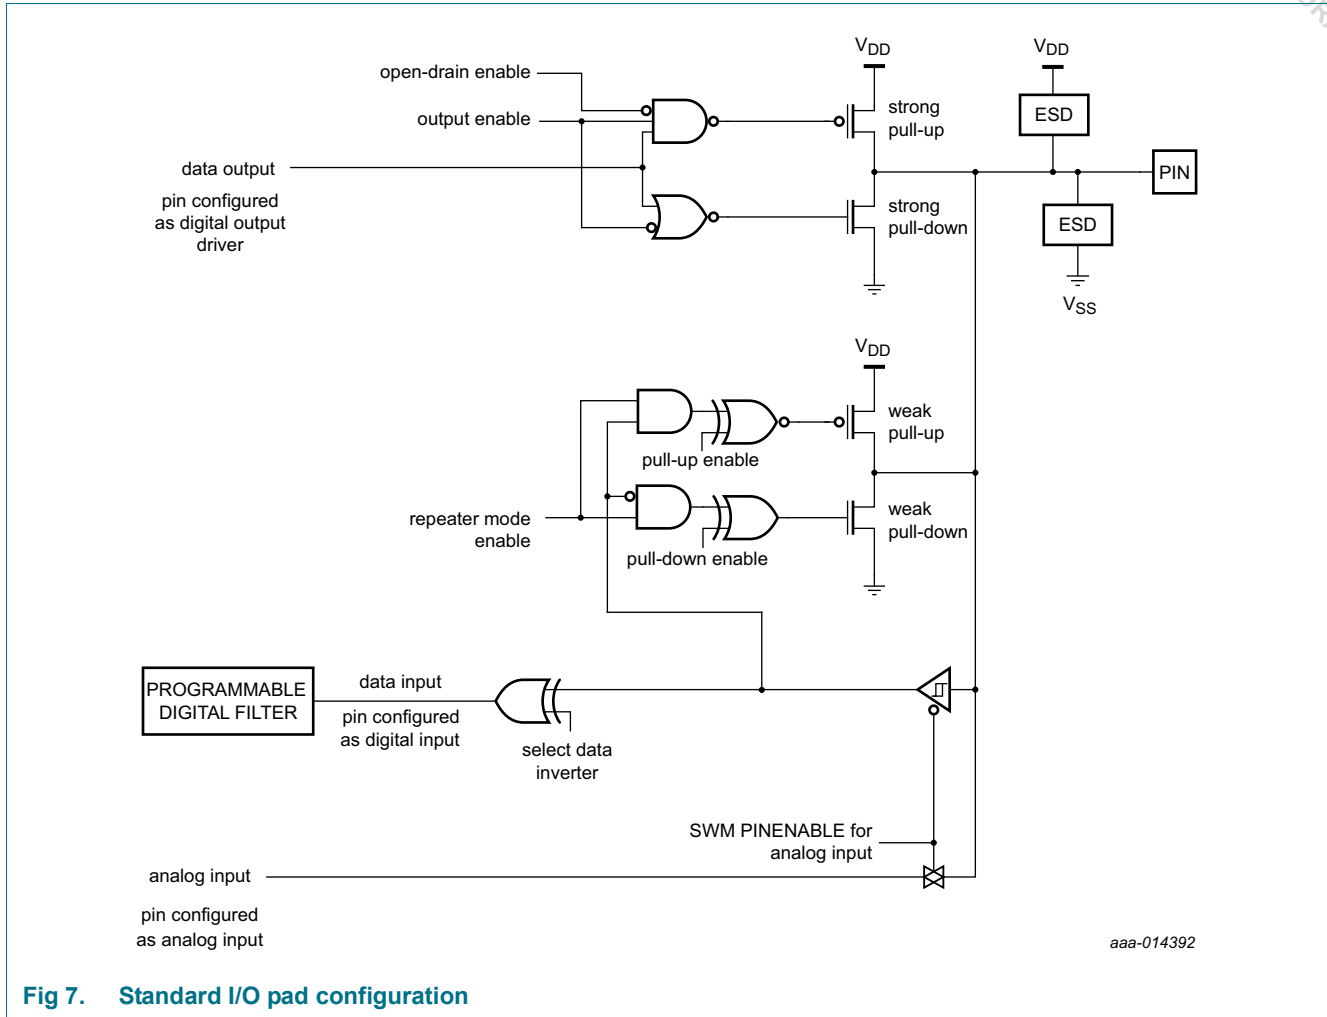 open-drain enable
output enable
data output
pin configured
as digital output
driver
VDD
strong
pull-up
strong
pull-down
VDD
ESD
PIN
ESD
VSS
VDD
weak
pull-up
pull-up enable
repeater mode
enable
weak
pull-down
pull-down enable
PROGRAMMABLE
DIGITAL FILTER
data input
pin configured
as digital input
select data
inverter
SWM PINENABLE for
analog input
analog input
pin configured
as analog input
aaa-014392
Fig 7. Standard I/O pad configuration